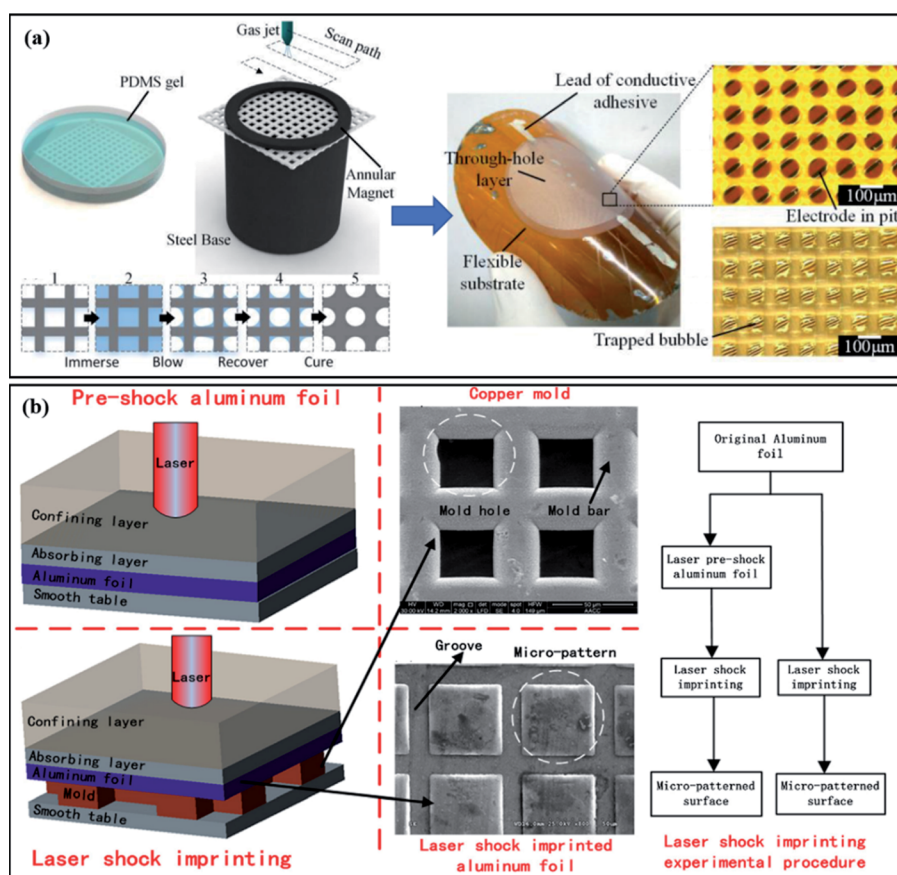 (a)
PDMS gel
Gas jet
Scan path
Annular
Magnet
Steel Base
1 2 3 4 5
Immerse Blow Recover Cure
Lead of conductive
adhesive
Through-hole
layer
Flexible
substrate
100μm
Electrode in pit
Trapped bubble
100μm
(b)
Pre-shock aluminum foil
Laser
Confining layer
Absorbing layer
Aluminum foil
Smooth table
Copper mold
Mold hole
Mold bar
50 μm
AACC
Laser
Confining layer
Absorbing layer
Aluminum foil
Mold
Smooth table
Laser shock imprinting
Groove
Micro-pattern
Laser shock imprinted
aluminum foil
Original Aluminum
foil
Laser pre-shock
aluminum foil
Laser shock
imprinting
Laser shock
imprinting
Micro-patterned
surface
Micro-patterned
surface
Laser shock imprinting
experimental procedure